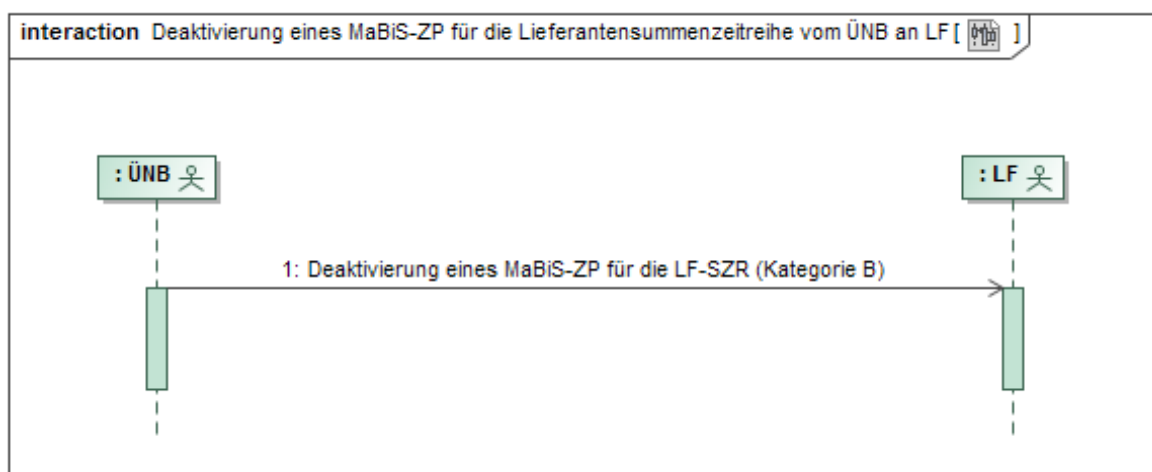 interaction Deaktivierung eines MaBiS-ZP für die Lieferantensummenzeitreihe vom ÜNB an LF [ ]
: ÜNB
: LF
1: Deaktivierung eines MaBiS-ZP für die LF-SZR (Kategorie B)